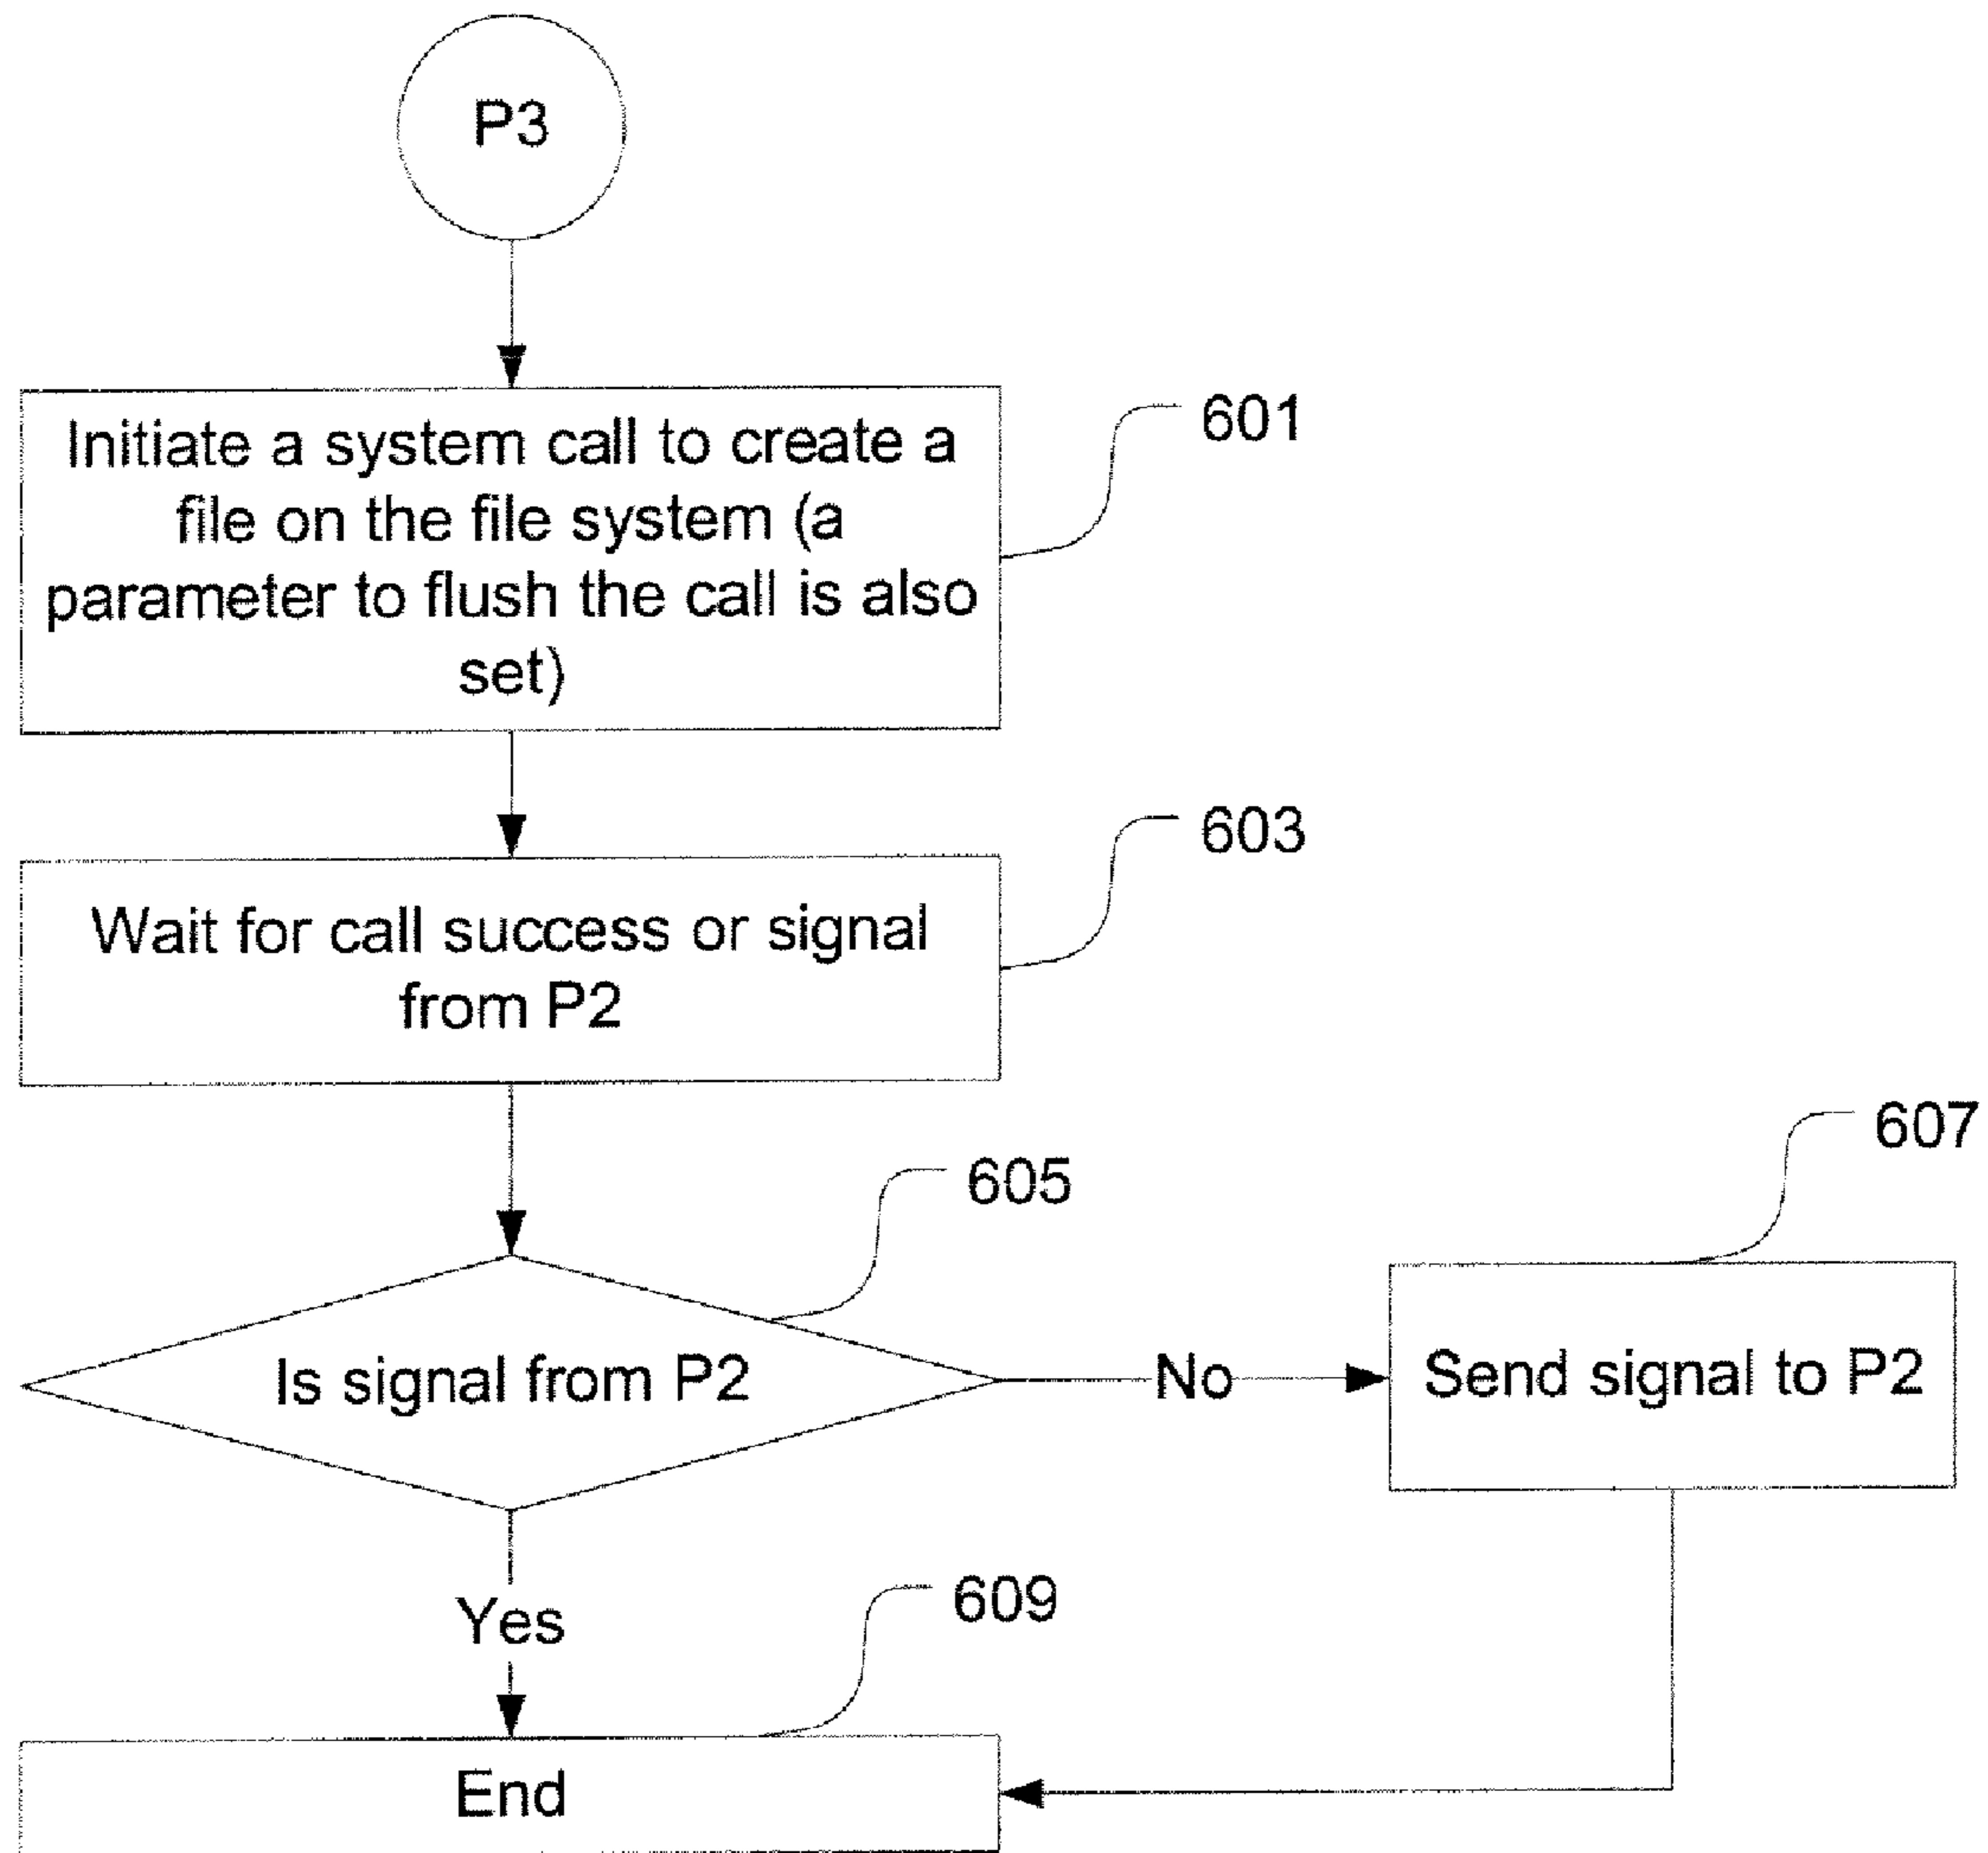 P3
Initiate a system call to create a
file on the file system (a
parameter to flush the call is also
set)
601
Wait for call success or signal
from P2
603
605
607
Is signal from P2
No
Send signal to P2
Yes
609
End